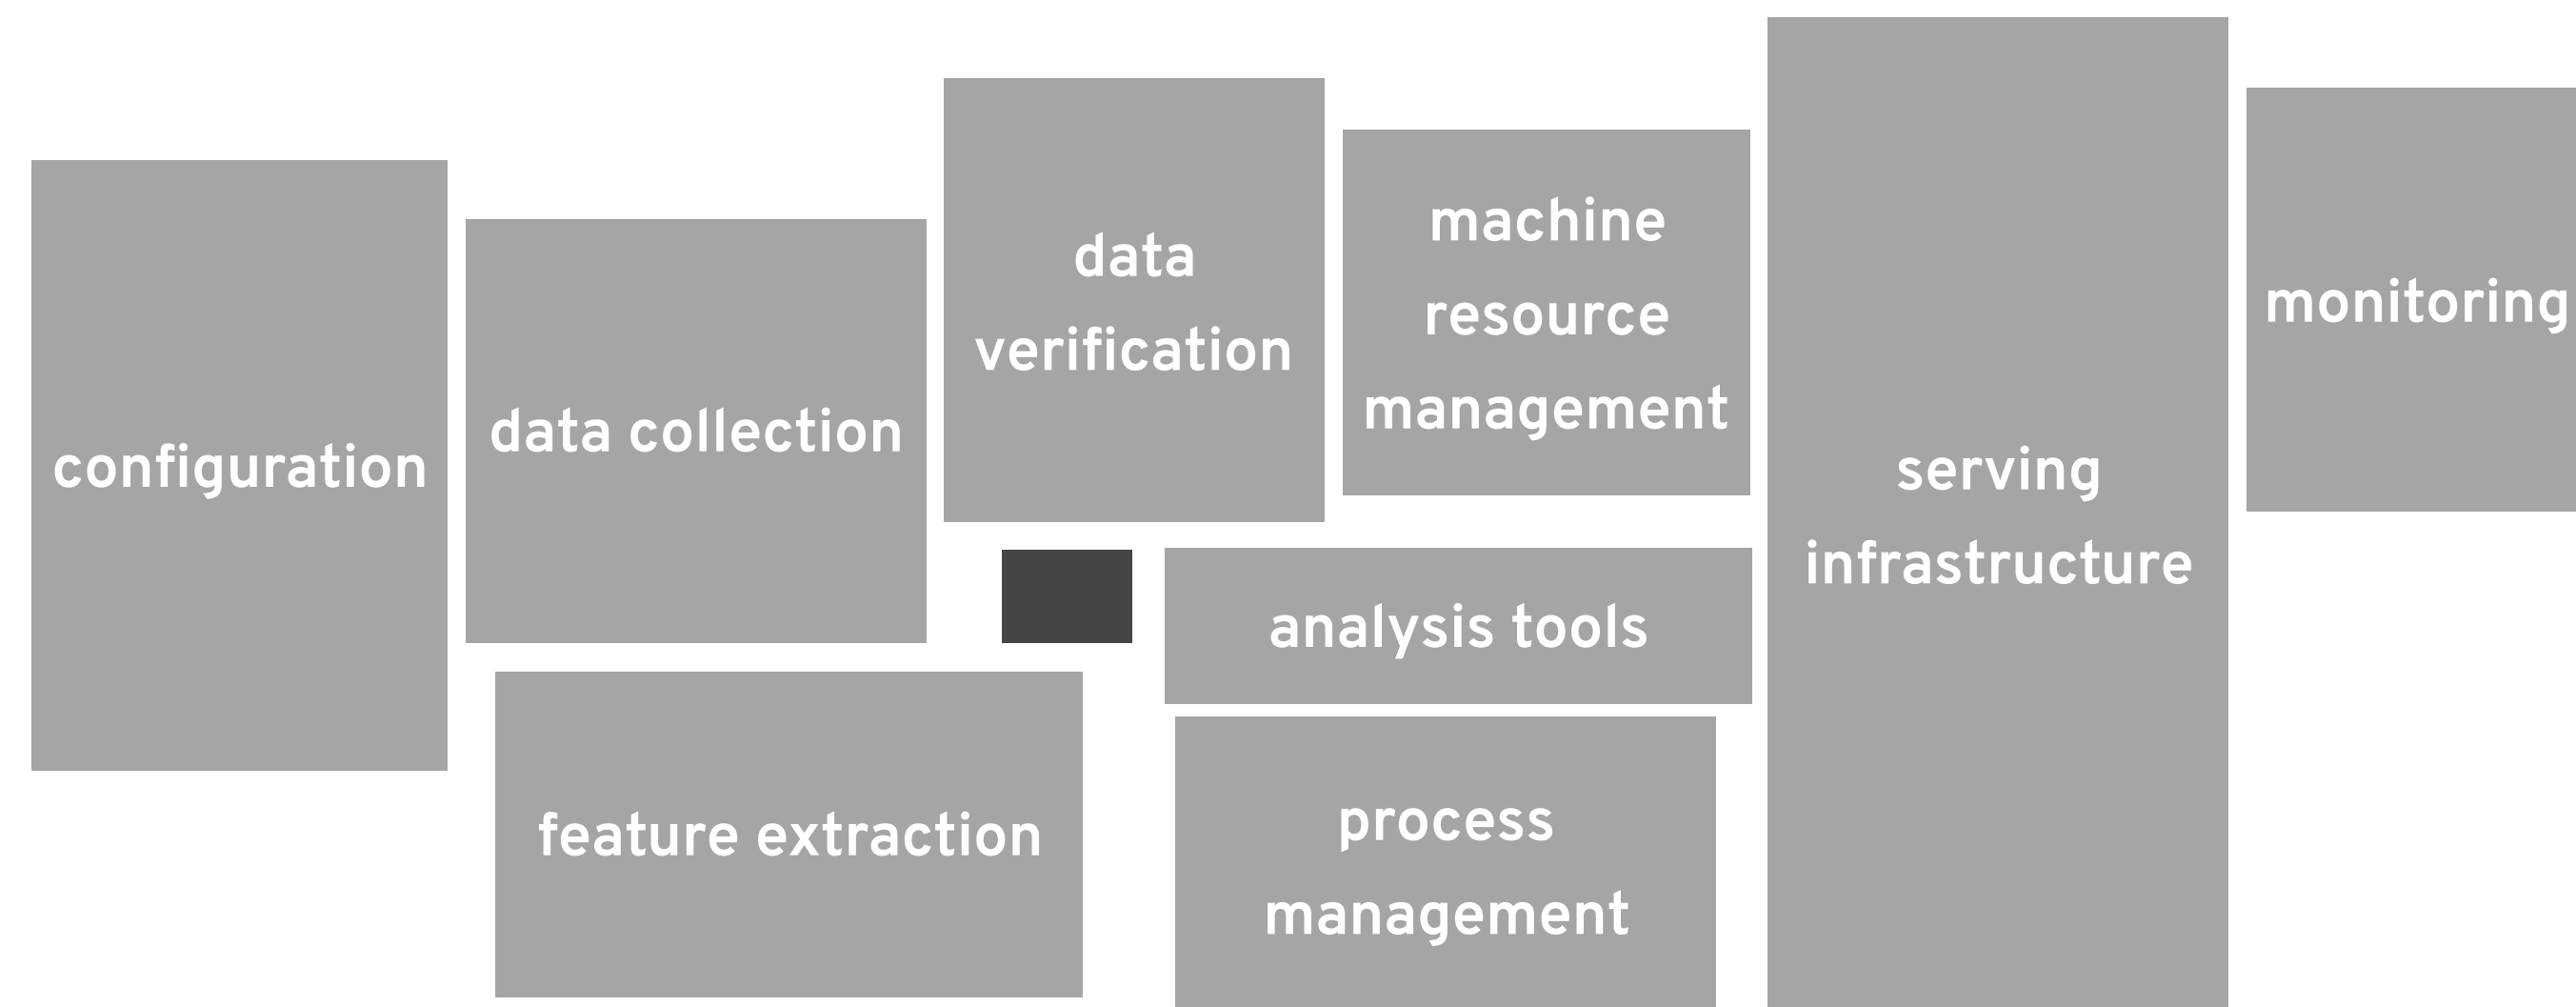 configuration
data collection
data
verification
machine
resource
management
serving
infrastructure
monitoring
analysis tools
feature extraction
process
management